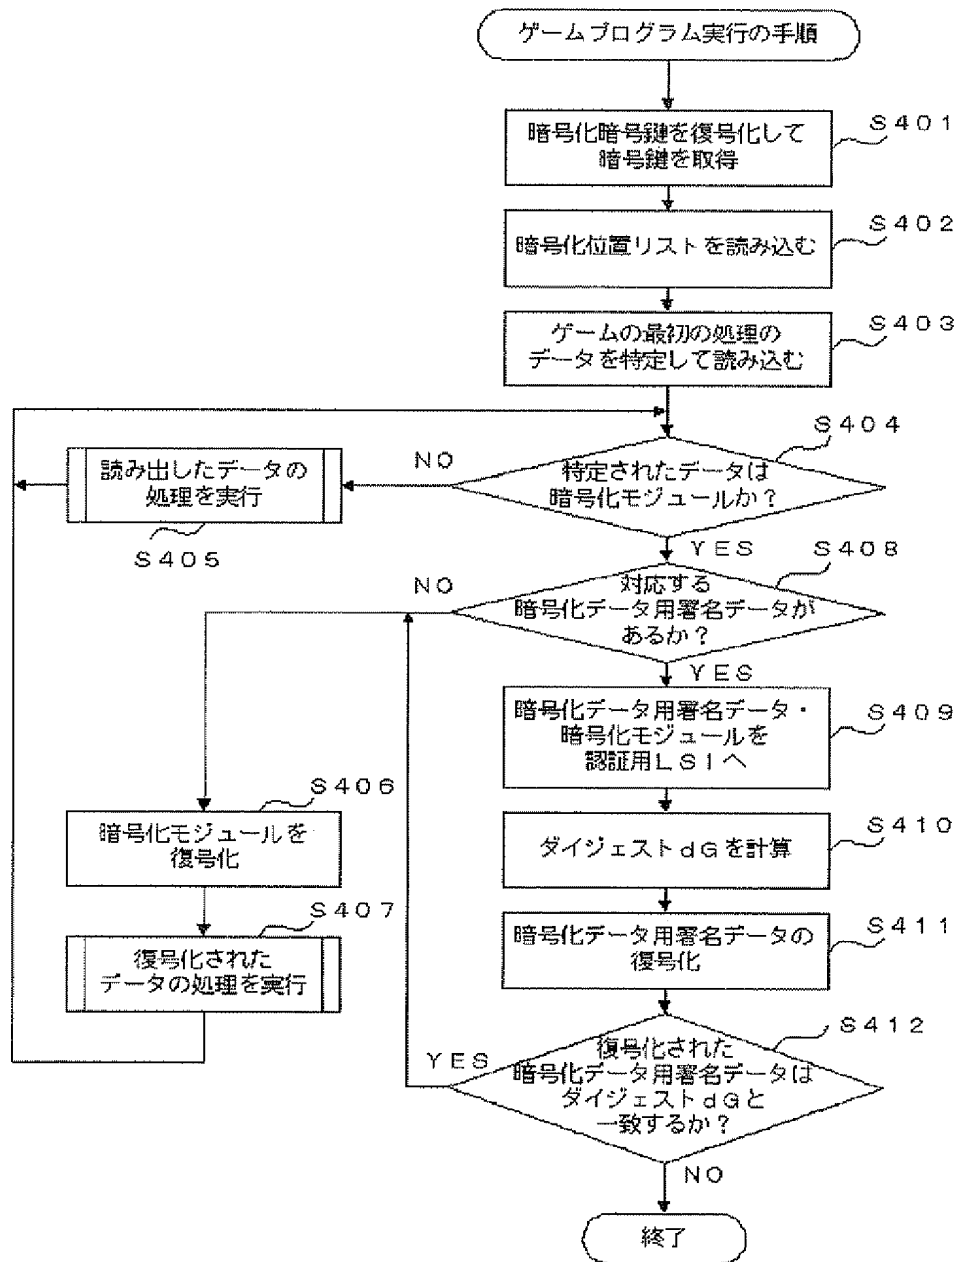 ゲームプログラム実行の手順
S401
暗号化暗号鍵を復号化して
暗号鍵を取得
S402
暗号化位置リストを読み込む
S403
ゲームの最初の処理の
データを特定して読み込む
S404
特定されたデータは
暗号化モジュールか？
NO
読み出したデータの
処理を実行
S405
YES
S408
対応する
暗号化データ用署名データが
あるか？
NO
YES
S409
暗号化データ用署名データ・
暗号化モジュールを
認証用LSIへ
S406
暗号化モジュールを
復号化
S410
ダイジェストdGを計算
S407
復号化された
データの処理を実行
S411
暗号化データ用署名データの
復号化
S412
復号化された
暗号化データ用署名データは
ダイジェストdGと
一致するか？
YES
NO
終了